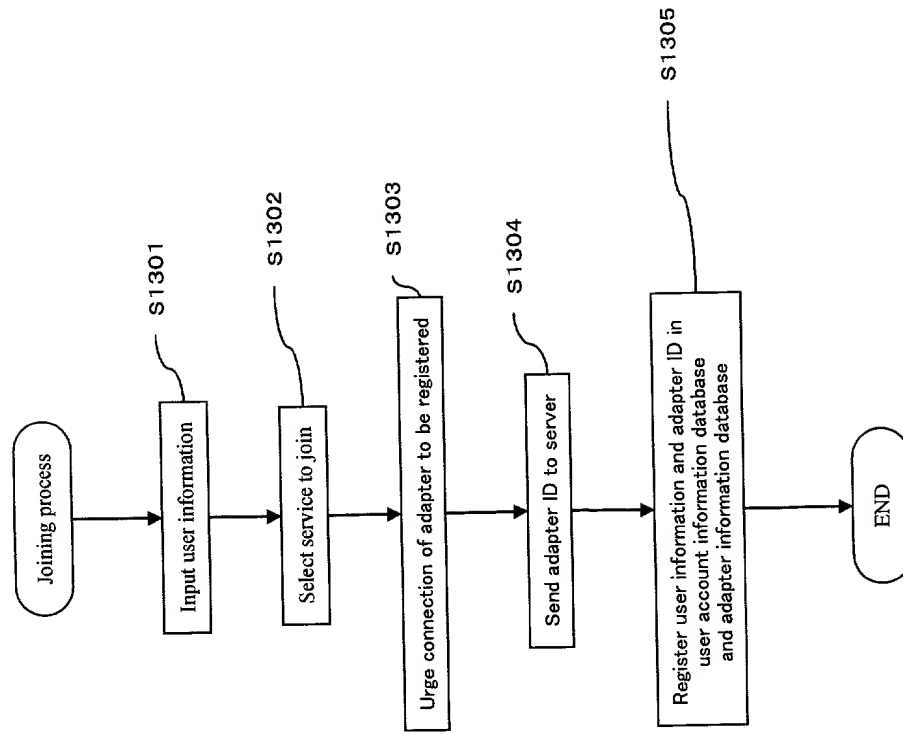 Joining process
Input user information
S1301
Select service to join
S1302
Urge connection of adapter to be registered
S1303
Send adapter ID to server
S1304
Register user information and adapter ID in
user account information database
and adapter information database
S1305
END